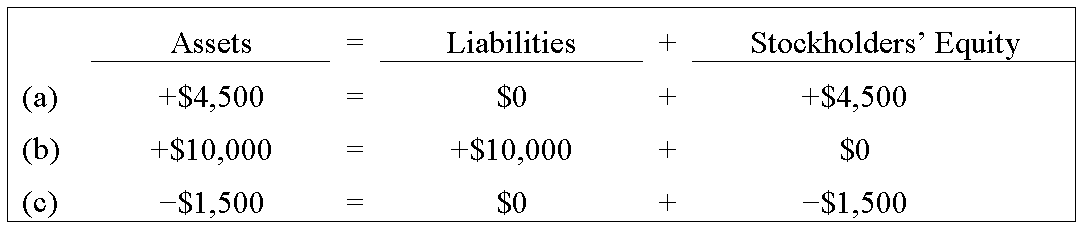 Assets = Liabilities + Stockholders’ Equity
(a) +$4,500 = $0 + +$4,500
(b) +$10,000 = +$10,000 + $0
(c) −$1,500 = $0 + −$1,500